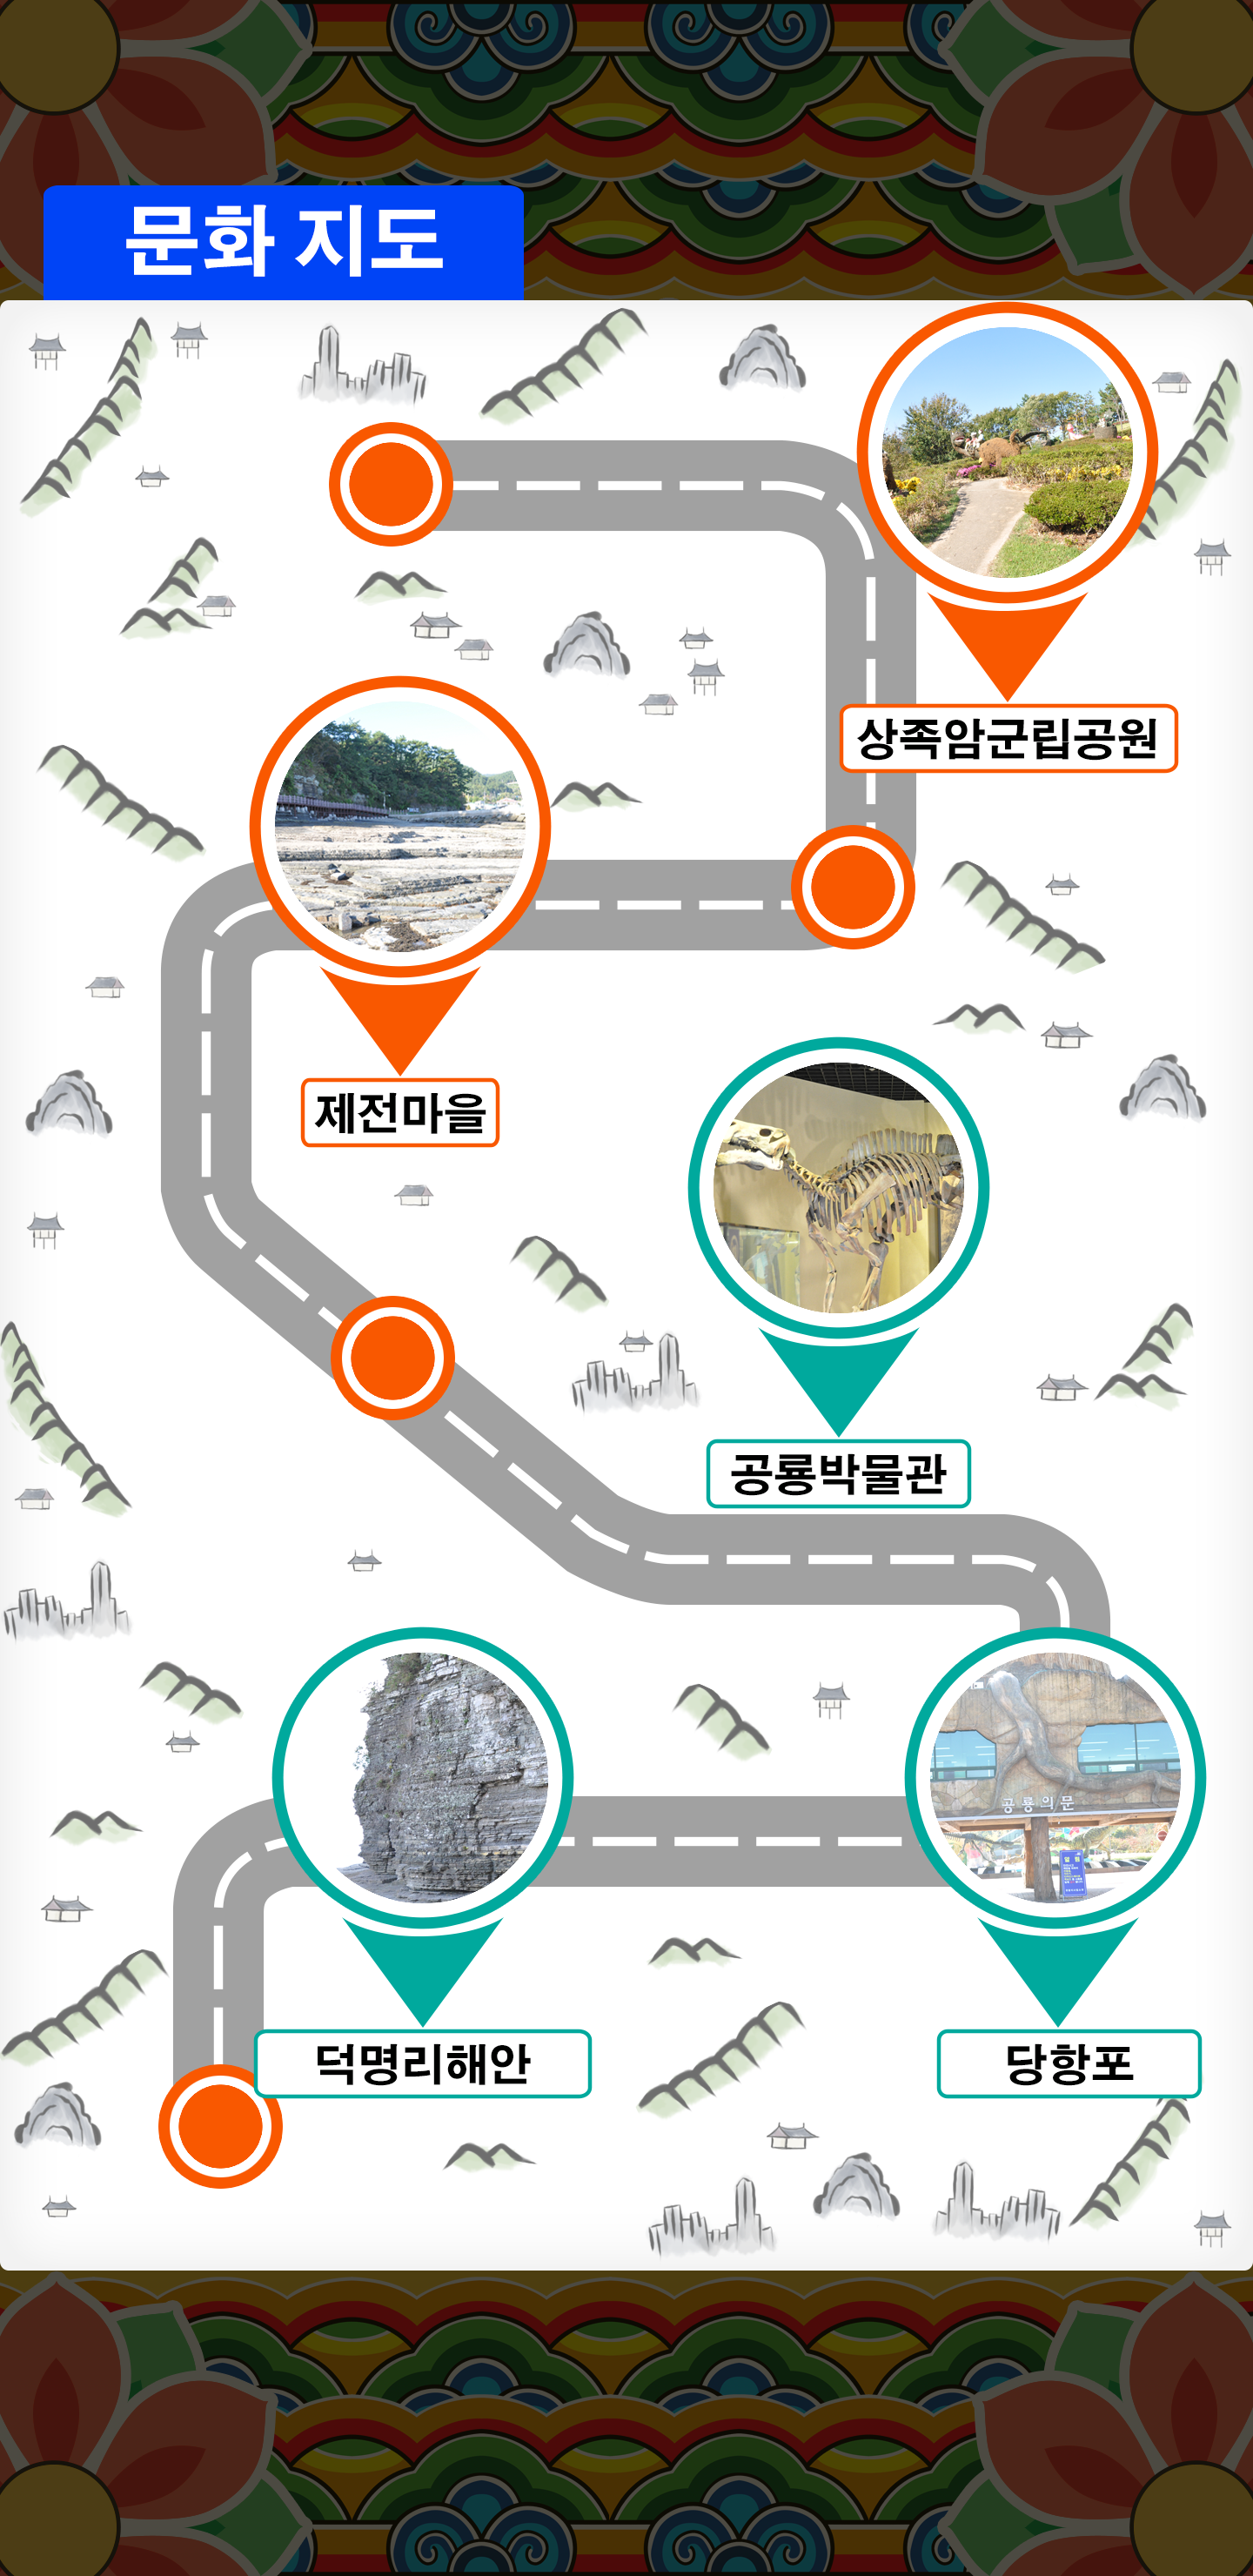 문화 지도
상족암군립공원
제전마을
공룡박물관
공룡의문
덕명리해안
당항포